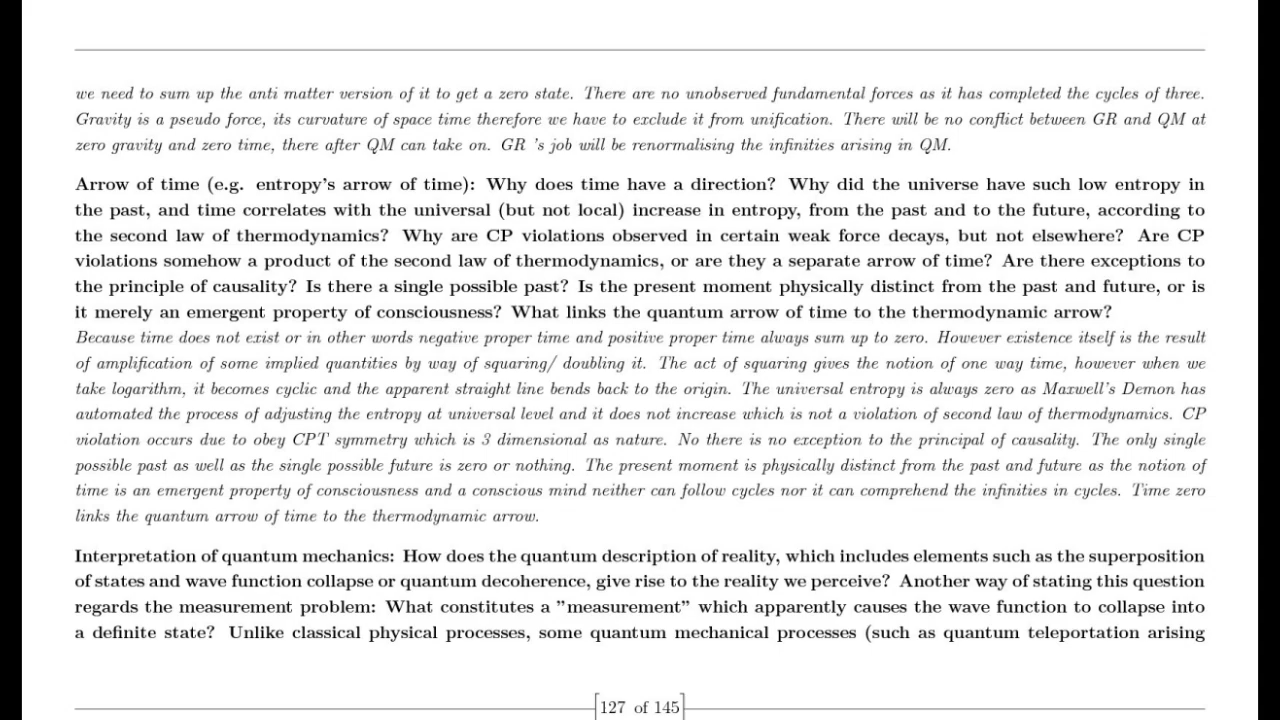 we need to sum up the anti matter version of it to get a zero state. There are no unobserved fundamental forces as it has completed the cycles of three.
Gravity is a pseudo force, its curvature of space time therefore we have to exclude it from unification. There will be no conflict between GR and QM at
zero gravity and zero time, there after QM can take on. GR 's job will be renormalising the infinities arising in QM.
Arrow of time (e.g. entropy's arrow of time): Why does time have a direction? Why did the universe have such low entropy in
the past, and time correlates with the universal (but not local) increase in entropy, from the past and to the future, according to
the second law of thermodynamics? Why are CP violations observed in certain weak force decays, but not elsewhere? Are CP
violations somehow a product of the second law of thermodynamics, or are they a separate arrow of time? Are there exceptions to
the principle of causality? Is there a single possible past? Is the present moment physically distinct from the past and future, or is
it merely an emergent property of consciousness? What links the quantum arrow of time to the thermodynamic arrow?
Because time does not exist or in other words negative proper time and positive proper time always sum up to zero. However existence itself is the result
of amplification of some implied quantities by way of squaring/ doubling it. The act of squaring gives the notion of one way time, however when we
take logarithm, it becomes cyclic and the apparent straight line bends back to the origin. The universal entropy is always zero as Maxwell's Demon has
automated the process of adjusting the entropy at universal level and it does not increase which is not a violation of second law of thermodynamics. CP
violation occurs due to obey CPT symmetry which is 3 dimensional as nature. No there is no exception to the principal of causality. The only single
possible past as well as the single possible future is zero or nothing. The present moment is physically distinct from the past and future as the notion of
time is an emergent property of consciousness and a conscious mind neither can follow cycles nor it can comprehend the infinities in cycles. Time zero
links the quantum arrow of time to the thermodynamic arrow.
Interpretation of quantum mechanics: How does the quantum description of reality, which includes elements such as the superposition
of states and wave function collapse or quantum decoherence, give rise to the reality we perceive? Another way of stating this question
regards the measurement problem: What constitutes a "measurement" which apparently causes the wave function to collapse into
a definite state? Unlike classical physical processes, some quantum mechanical processes (such as quantum teleportation arising
[127 of 145]